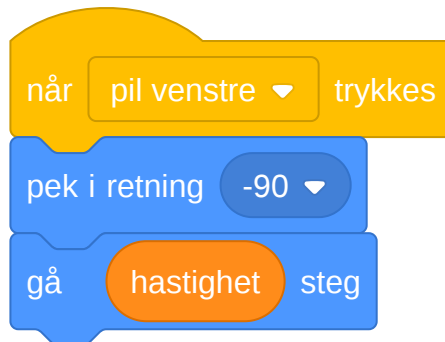 når pil venstre trykkes
pek i retning -90
gå hastighet steg